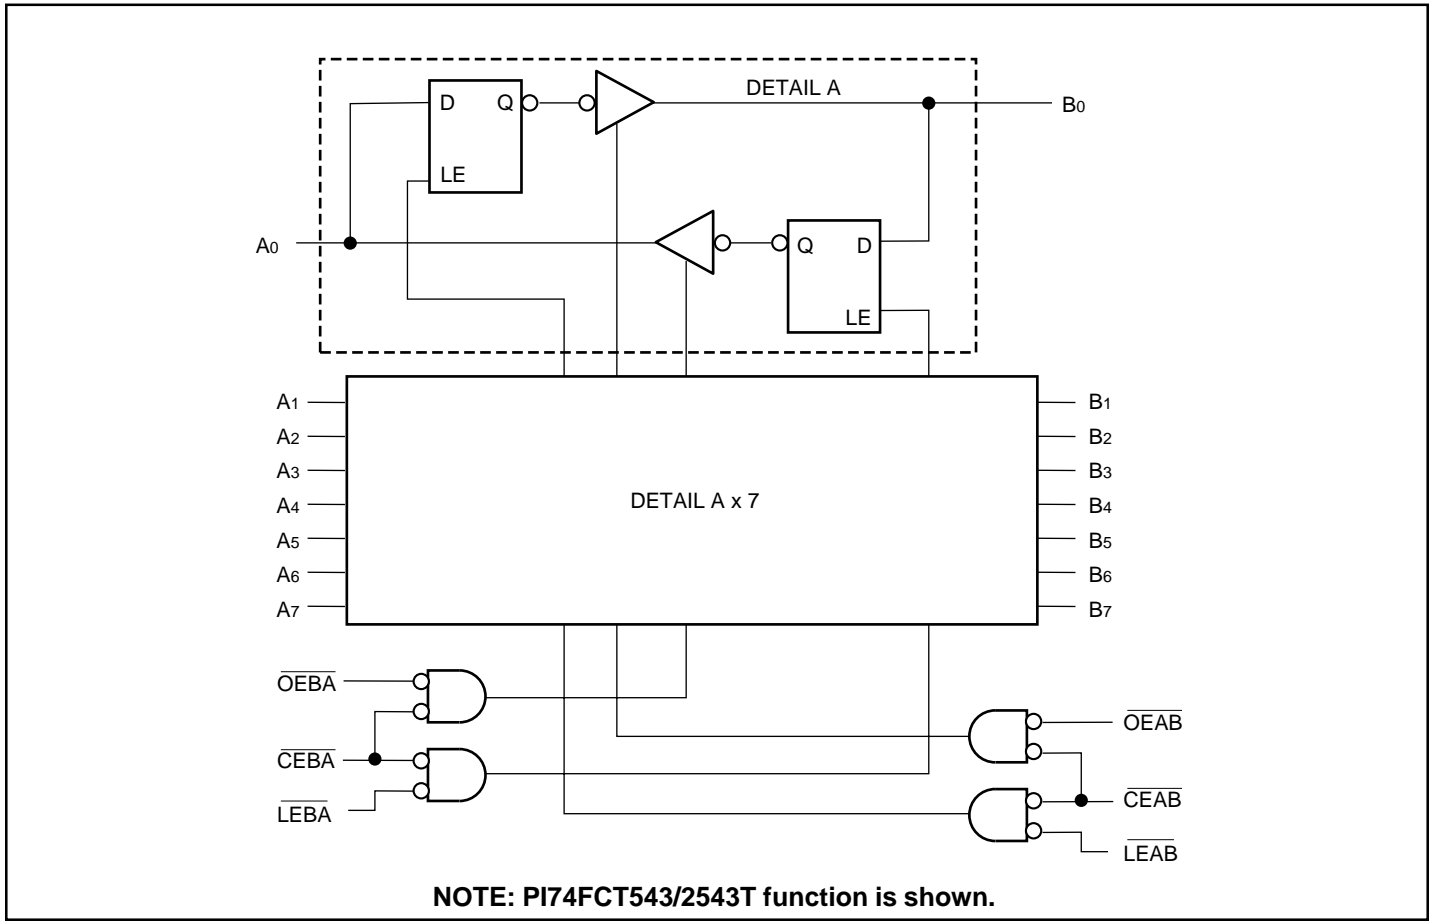 DETAIL A
D Q
LE
B0
A0
Q D
LE
A1
A2
A3
A4
A5
A6
A7
DETAIL A x 7
B1
B2
B3
B4
B5
B6
B7
OEBA
CEBA
LEBA
OEAB
CEAB
LEAB
NOTE: PI74FCT543/2543T function is shown.